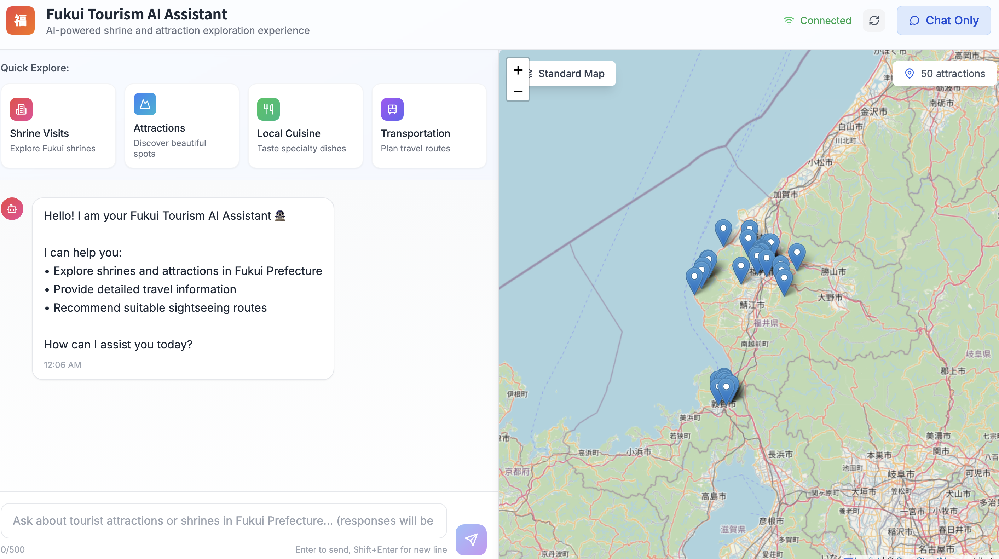 福
Fukui Tourism AI Assistant
AI-powered shrine and attraction exploration experience
Connected
Chat Only
Quick Explore:
Shrine Visits
Explore Fukui shrines
Attractions
Discover beautiful
spots
Local Cuisine
Taste specialty dishes
Transportation
Plan travel routes
Hello! I am your Fukui Tourism AI Assistant
I can help you:
• Explore shrines and attractions in Fukui Prefecture
• Provide detailed travel information
• Recommend suitable sightseeing routes
How can I assist you today?
12:06 AM
Ask about tourist attractions or shrines in Fukui Prefecture... (responses will be
0/500
Enter to send, Shift+Enter for new line
+
−
Standard Map
50 attractions
かほく市
高岡市
砺波市
南砺市
金沢市
白山市
川北町
小松市
加賀市
勝山市
大野市
鯖江市
福井県
南越前町
岐阜県
郡上市
伊根町
敦賀市
美浜町
若狭町
美濃市
高浜町
小浜市
長浜市
本巣市
関市
池田町
京都府
岐阜市
可児市
高島市
関ケ原町
大垣市
笠松町
犬山市
養老町
一宮市
小牧市
彦根市
滋賀県
稲沢市
春日井市
多賀町
名古屋市
京丹波町
愛荘町